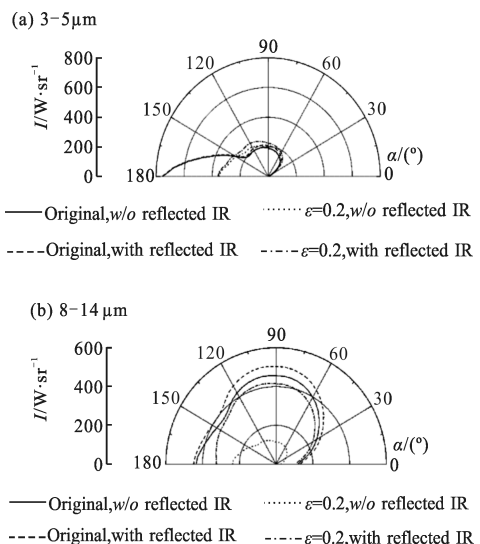 (a) 3-5μm
800
600
400
200
0
I/W·sr⁻¹
180
150
120
90
60
30
0
α/(°)
Original,w/o reflected IR
ε=0.2,w/o reflected IR
Original,with reflected IR
ε=0.2,with reflected IR
(b) 8-14 μm
600
400
200
0
I/W·sr⁻¹
180
150
120
90
60
30
0
α/(°)
Original,w/o reflected IR
ε=0.2,w/o reflected IR
Original,with reflected IR
ε=0.2,with reflected IR